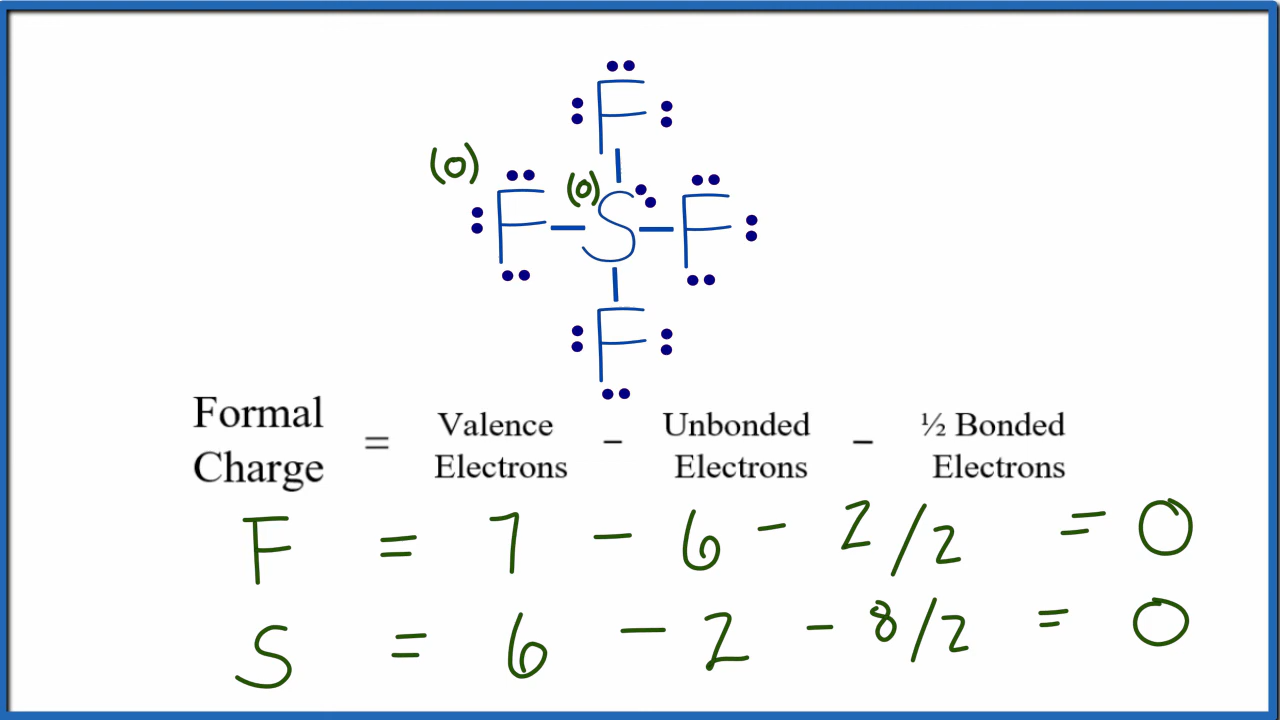 F
(0)
F – (0) S – F
F
Formal Charge = Valence Electrons – Unbonded Electrons – ½ Bonded Electrons
F = 7 – 6 – 2/2 = 0
S = 6 – 2 – 8/2 = 0